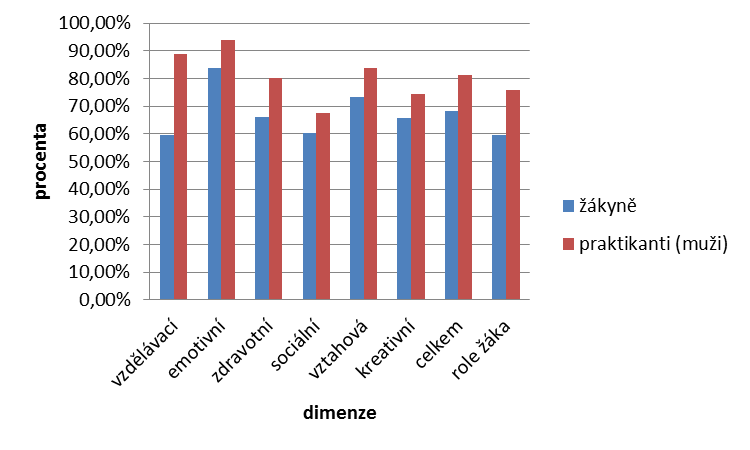 100,00%
90,00%
80,00%
70,00%
60,00%
50,00%
40,00%
30,00%
20,00%
10,00%
0,00%
procenta
vzdělávací
emotivní
zdravotní
sociální
vztahová
kreativní
celkem
role žáka
dimenze
žákyně
praktikanti (muži)